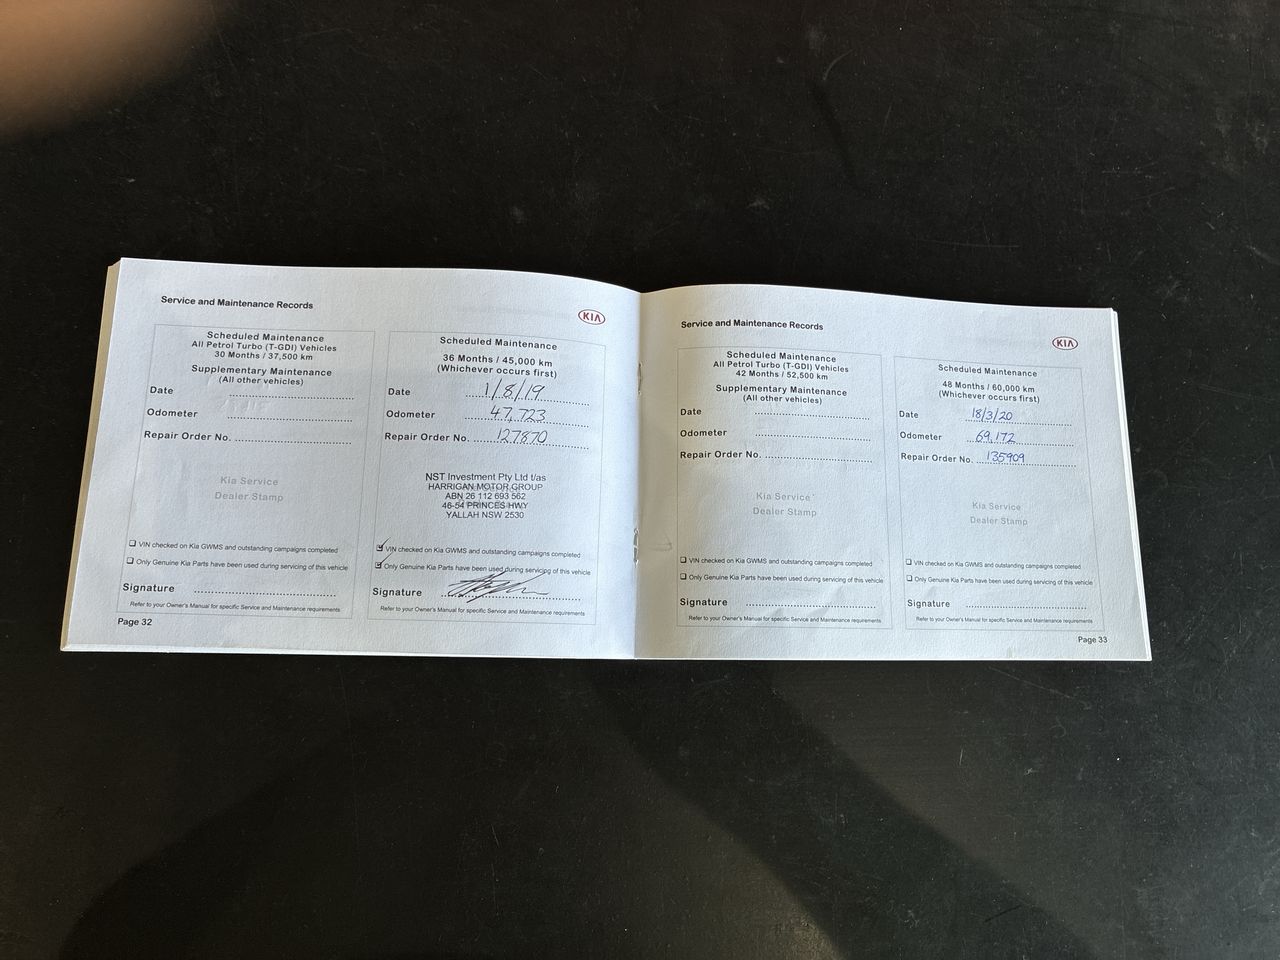 Service and Maintenance Records
KIA
Scheduled Maintenance
All Petrol Turbo (T-GDI) Vehicles
30 Months / 37,500 km
Supplementary Maintenance
(All other vehicles)
Date
Odometer
Repair Order No.
Kia Service
Dealer Stamp
❑ VIN checked on Kia GWMS and outstanding campaigns completed
❑ Only Genuine Kia Parts have been used during servicing of this vehicle
Signature
Refer to your Owner's Manual for specific Service and Maintenance requirements
Page 32
Scheduled Maintenance
36 Months / 45,000 km
(Whichever occurs first)
Date 1/8/19
Odometer 47,723
Repair Order No. 127870
NST Investment Pty Ltd t/as
HARRIGAN MOTOR GROUP
ABN 26 112 693 562
46-54 PRINCES HWY
YALLAH NSW 2530
VIN checked on Kia GWMS and outstanding campaigns completed
Only Genuine Kia Parts have been used during servicing of this vehicle
Signature
Refer to your Owner's Manual for specific Service and Maintenance requirements
Service and Maintenance Records
KIA
Scheduled Maintenance
All Petrol Turbo (T-GDI) Vehicles
42 Months / 52,500 km
Supplementary Maintenance
(All other vehicles)
Date
Odometer
Repair Order No.
Kia Service
Dealer Stamp
❑ VIN checked on Kia GWMS and outstanding campaigns completed
❑ Only Genuine Kia Parts have been used during servicing of this vehicle
Signature
Refer to your Owner's Manual for specific Service and Maintenance requirements
Scheduled Maintenance
48 Months / 60,000 km
(Whichever occurs first)
Date 18/3/20
Odometer 69,172
Repair Order No. 135909
Kia Service
Dealer Stamp
❑ VIN checked on Kia GWMS and outstanding campaigns completed
❑ Only Genuine Kia Parts have been used during servicing of this vehicle
Signature
Refer to your Owner's Manual for specific Service and Maintenance requirements
Page 33